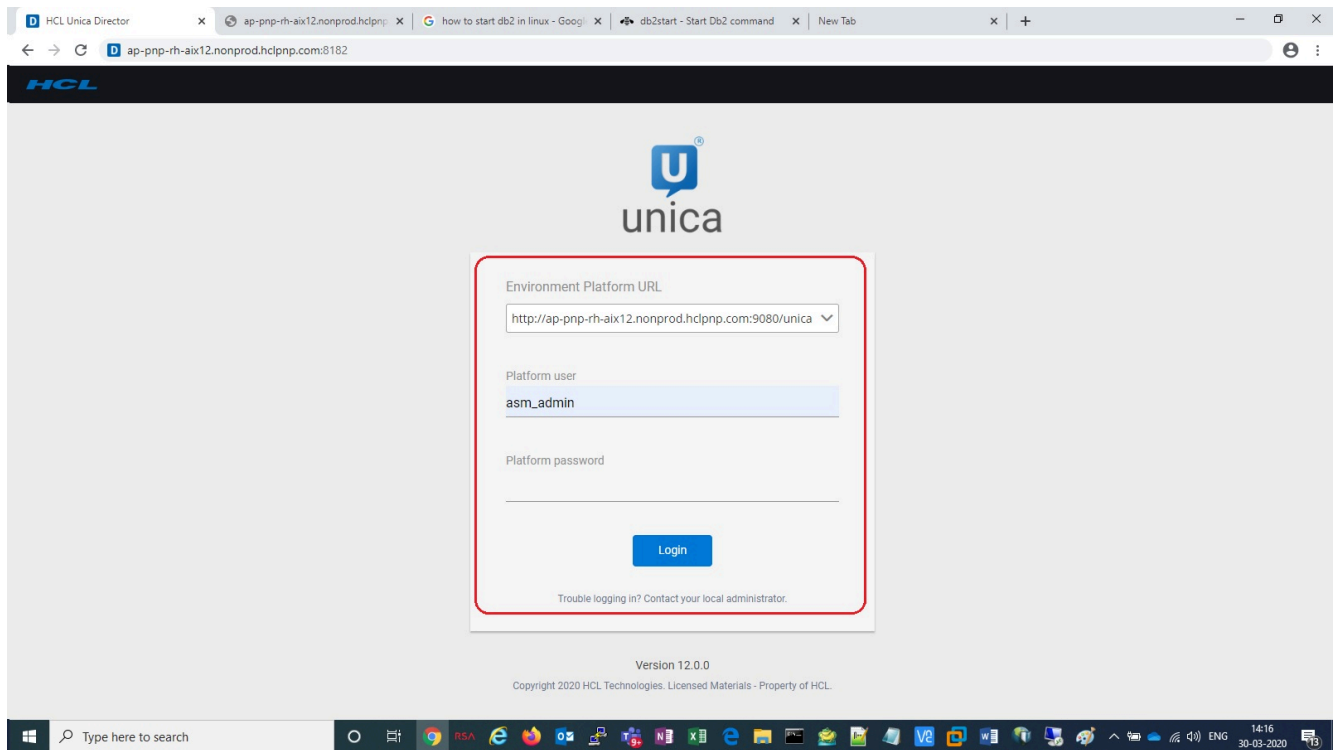 HCL Unica Director
ap-pnp-rh-aix12.nonprod.hclpnp
how to start db2 in linux - Googl
db2start - Start Db2 command
New Tab
ap-pnp-rh-aix12.nonprod.hclpnp.com:8182
HCL
unica
Environment Platform URL
http://ap-pnp-rh-aix12.nonprod.hclpnp.com:9080/unica
Platform user
asm_admin
Platform password
Login
Trouble logging in? Contact your local administrator.
Version 12.0.0
Copyright 2020 HCL Technologies. Licensed Materials - Property of HCL.
Type here to search
RSA
ENG
14:16
30-03-2020
13